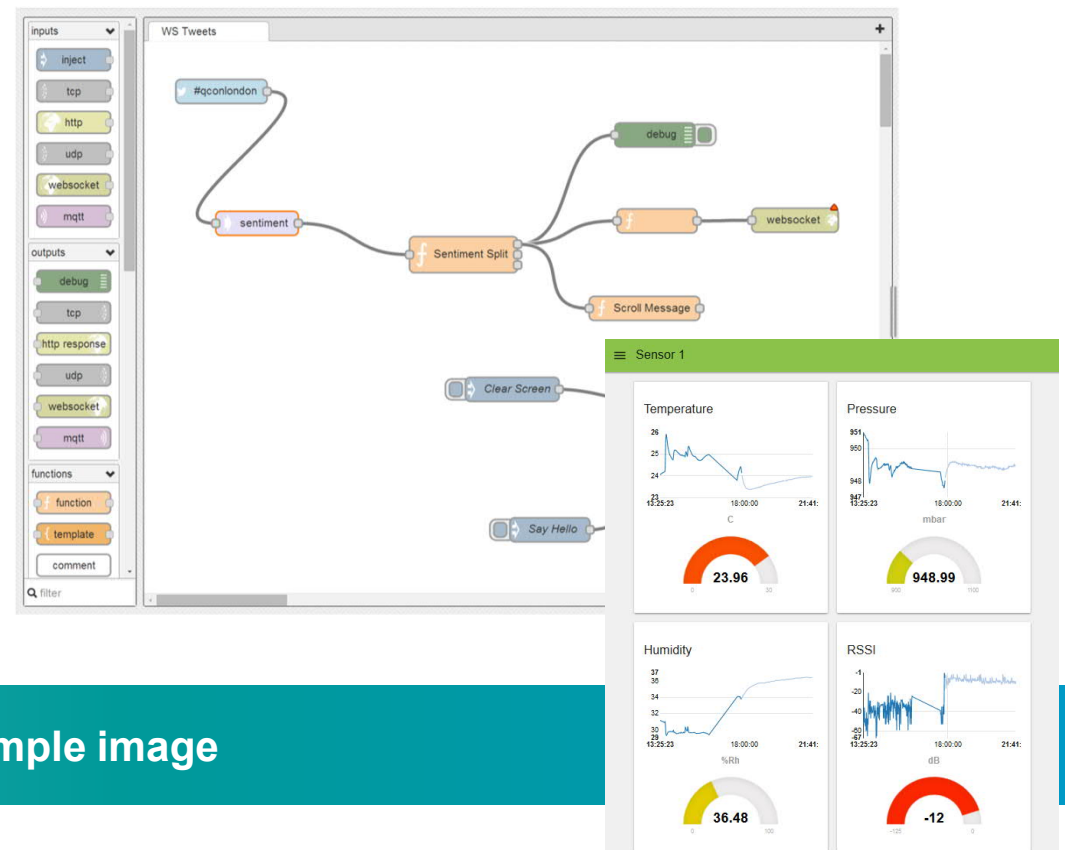 inputs
WS Tweets
+
inject
tcp
http
udp
websocket
mqtt
outputs
debug
tcp
http response
udp
websocket
mqtt
functions
function
template
comment
filter
#qconlondon
sentiment
Sentiment Split
debug
websocket
Scroll Message
Clear Screen
Say Hello
Sensor 1
Temperature
26
25
24
23
13:25:23 18:00:00 21:41:
C
23.96
0 30
Pressure
951
950
948
947
13:25:23 18:00:00 21:41:
mbar
948.99
900 1100
Humidity
37
36
34
32
30
29
13:25:23 18:00:00 21:41:
%Rh
36.48
0 100
RSSI
-1
-20
-40
-60
-67
13:25:23 18:00:00 21:41:
dB
-12
-125 0
mple image